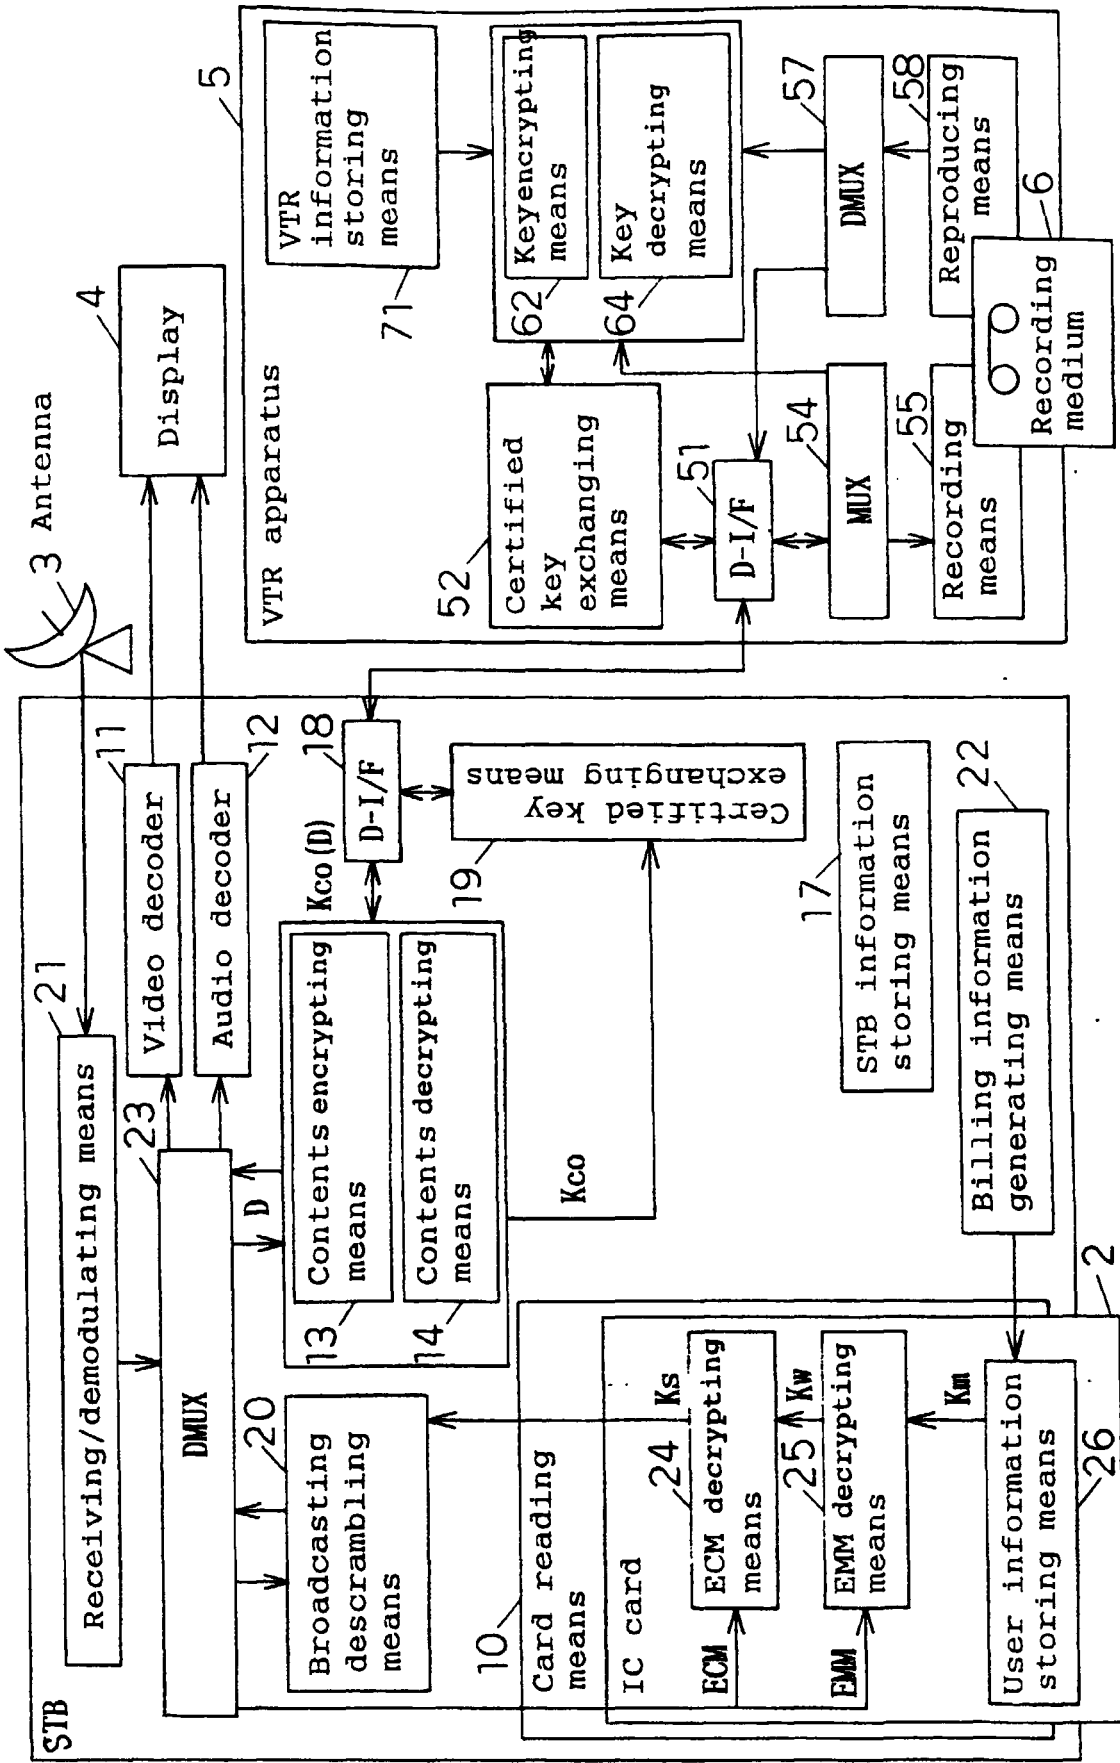 STB
Receiving/demodulating means
21
DMUX
23
Video decoder
11
Audio decoder
12
3
Antenna
4
Display
Broadcasting
descrambling
means
20
D
Contents encrypting
means
13
Contents decrypting
means
14
Kco(D)
D-I/F
18
Certified key
exchanging means
19
Kco
STB information
storing means
17
Billing information
generating means
22
10
Card reading
means
IC card
2
ECM
ECM decrypting
means
24
Ks
EMM
EMM decrypting
means
25
Kw
Km
User information
storing means
26
VTR apparatus
5
VTR
information
storing
means
71
Certified
key
exchanging
means
52
Keyencrypting
means
62
Key
decrypting
means
64
D-I/F
51
MUX
54
DMUX
57
Recording
means
55
Reproducing
means
58
Recording
medium
6